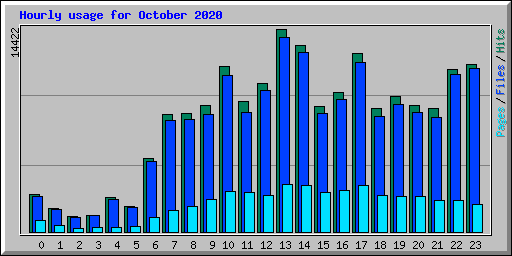 Hourly usage for October 2020
14422
Pages/Files/Hits
0 1 2 3 4 5 6 7 8 9 10 11 12 13 14 15 16 17 18 19 20 21 22 23